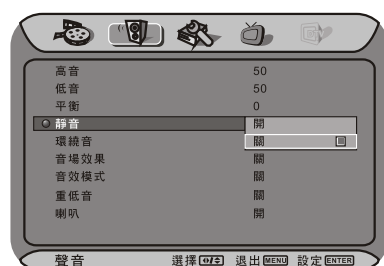 高音 50
低音 50
平衡 0
靜音 開
環繞音 關
音場效果 關
音效模式 關
重低音 關
喇叭 開
聲音 選擇 退出 MENU 設定 ENTER